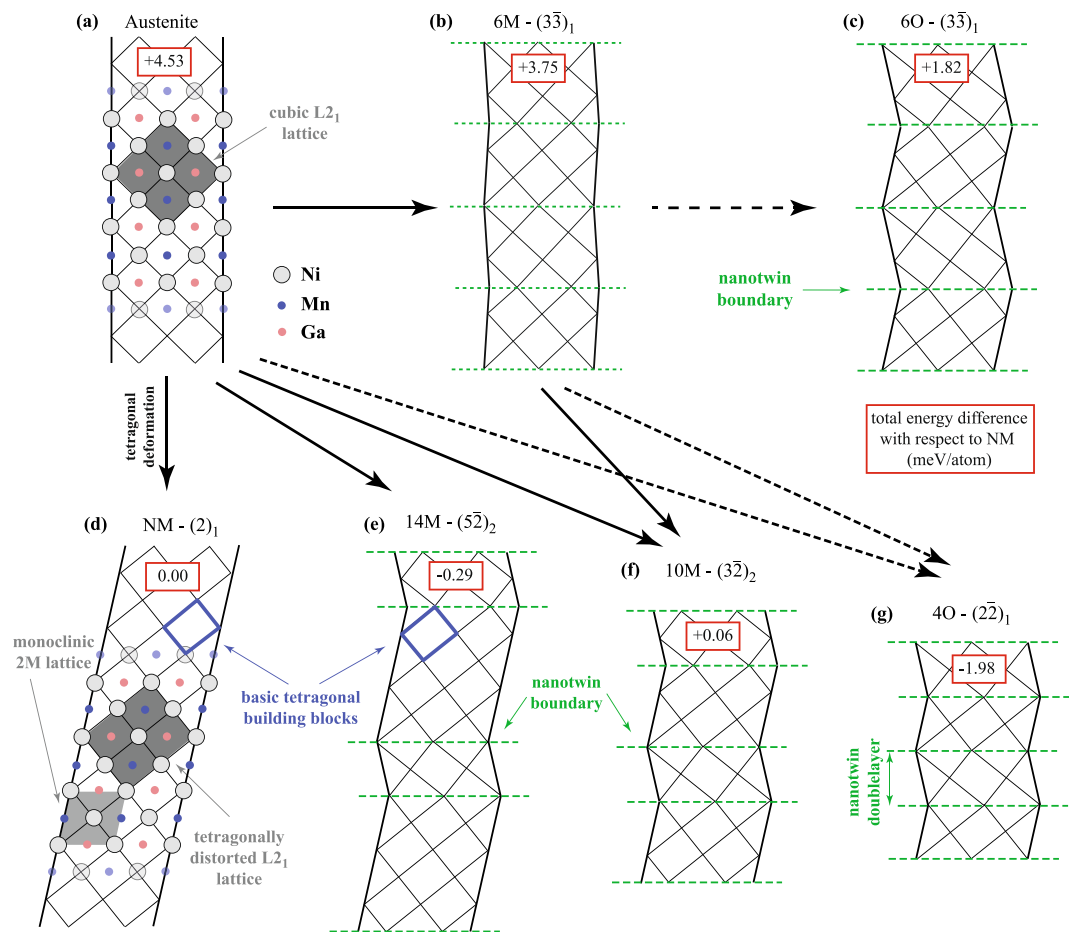 (a) Austenite
+4.53
cubic L2₁
lattice
(b) 6M - (33̅)₁
+3.75
(c) 6O - (33̅)₁
+1.82
Ni
Mn
Ga
nanotwin
boundary
total energy difference
with respect to NM
(meV/atom)
tetragonal
deformation
(d) NM - (2)₁
0.00
monoclinic
2M lattice
basic tetragonal
building blocks
tetragonally
distorted L2₁
lattice
(e) 14M - (52̅)₂
-0.29
nanotwin
boundary
(f) 10M - (32̅)₂
+0.06
(g) 4O - (22̅)₁
-1.98
nanotwin
doublelayer